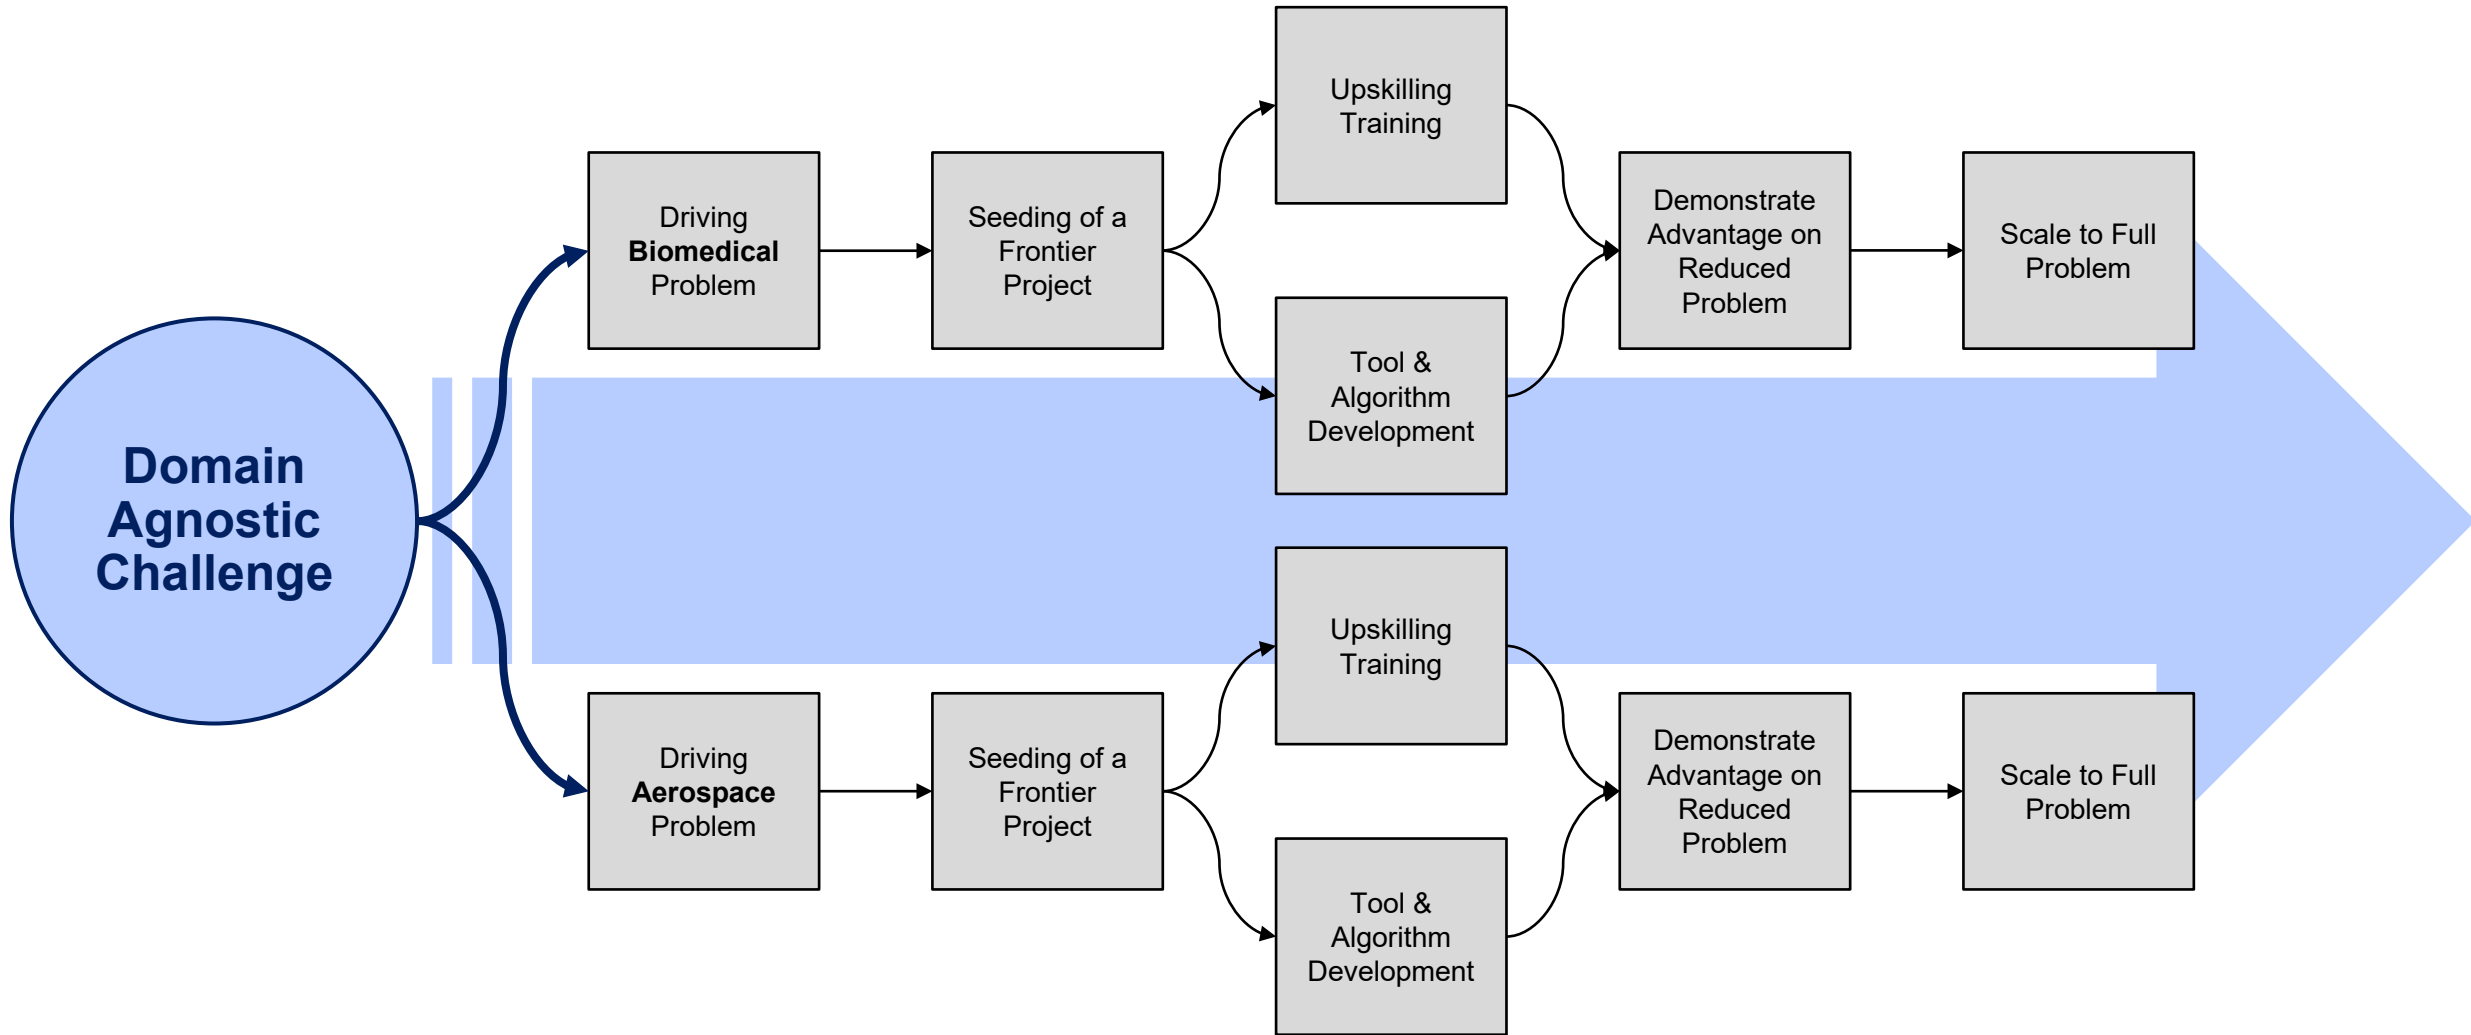 Domain
Agnostic
Challenge
Driving
Biomedical
Problem
Seeding of a
Frontier
Project
Upskilling
Training
Tool &
Algorithm
Development
Demonstrate
Advantage on
Reduced
Problem
Scale to Full
Problem
Driving
Aerospace
Problem
Seeding of a
Frontier
Project
Upskilling
Training
Tool &
Algorithm
Development
Demonstrate
Advantage on
Reduced
Problem
Scale to Full
Problem